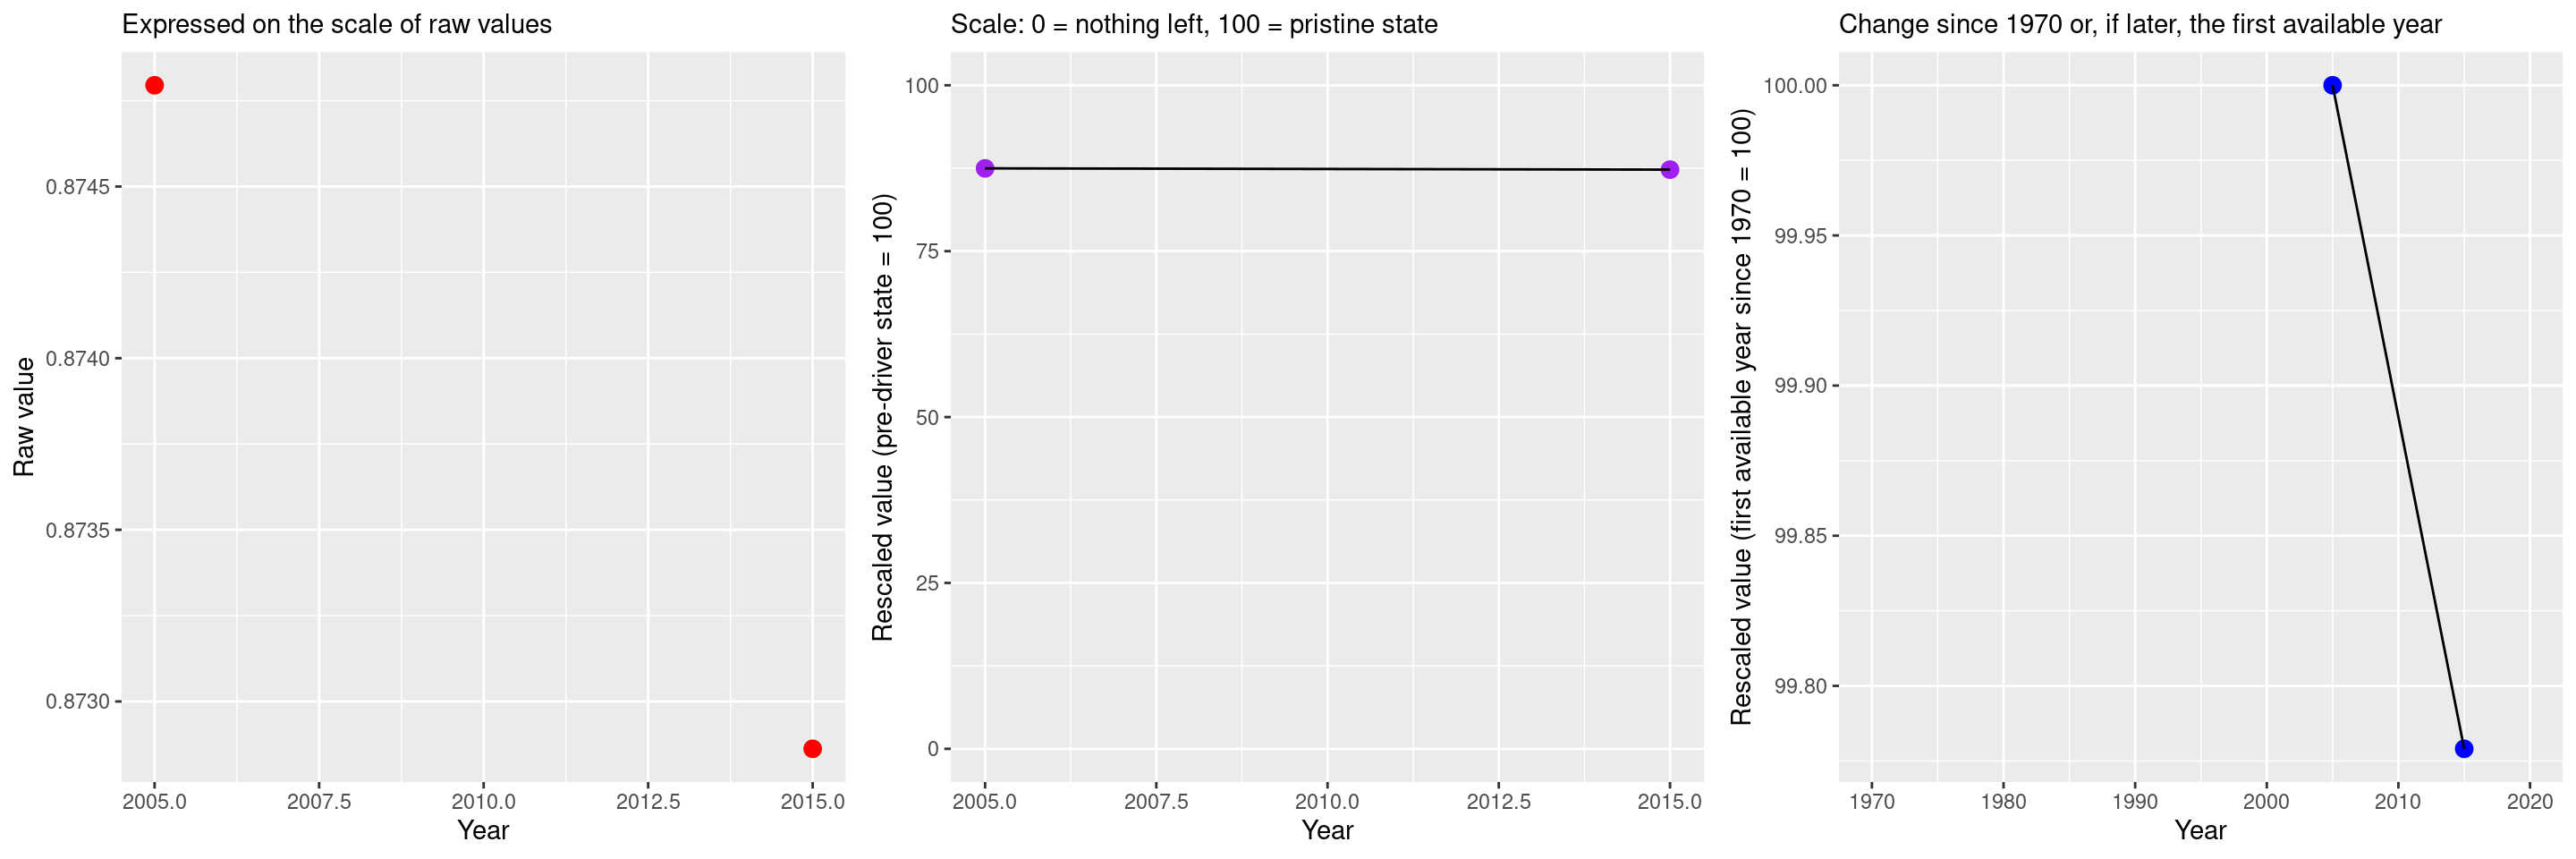 Expressed on the scale of raw values
Raw value
0.8745
0.8740
0.8735
0.8730
2005.0 2007.5 2010.0 2012.5 2015.0
Year
Scale: 0 = nothing left, 100 = pristine state
Rescaled value (pre-driver state = 100)
100
75
50
25
0
2005.0 2007.5 2010.0 2012.5 2015.0
Year
Change since 1970 or, if later, the first available year
Rescaled value (first available year since 1970 = 100)
100.00
99.95
99.90
99.85
99.80
1970 1980 1990 2000 2010 2020
Year